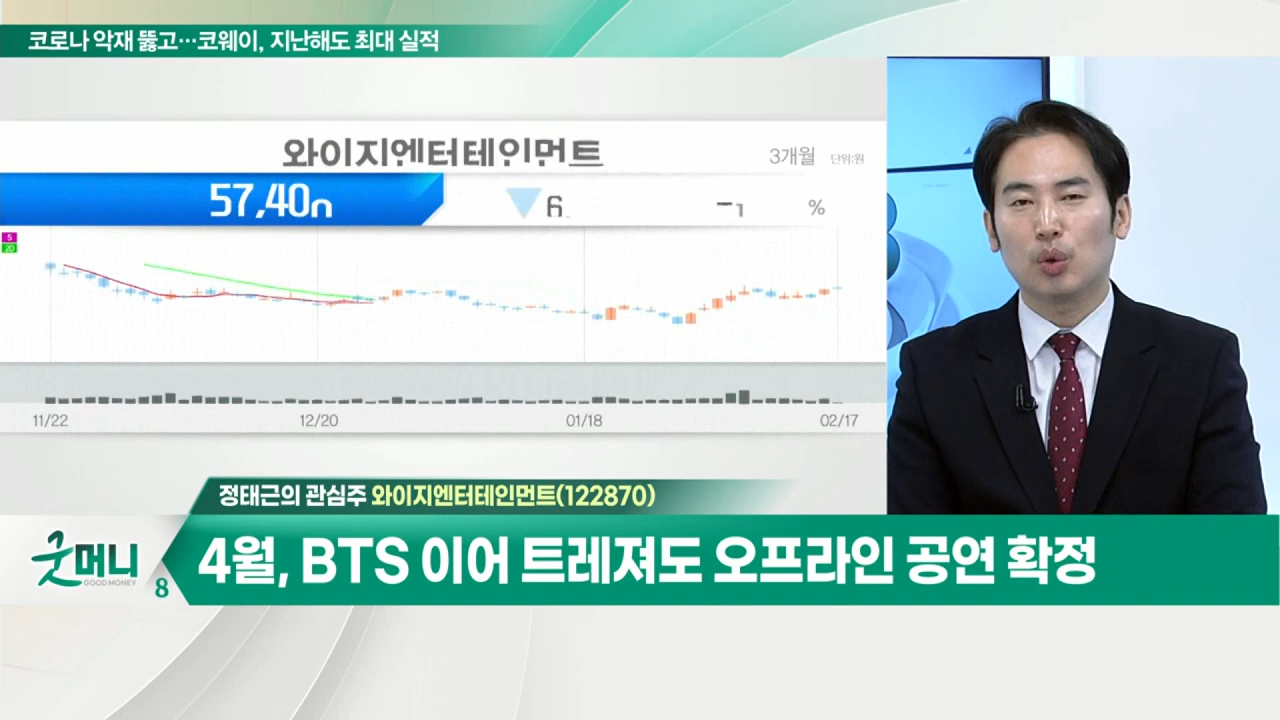 코로나 악재 뚫고…코웨이, 지난해도 최대 실적
와이지엔터테인먼트
3개월 단위:원
57,40
6
%
5
20
11/22 12/20 01/18 02/17
정태근의 관심주 와이지엔터테인먼트(122870)
4월, BTS 이어 트레져도 오프라인 공연 확정
굿머니
GOOD MONEY
8